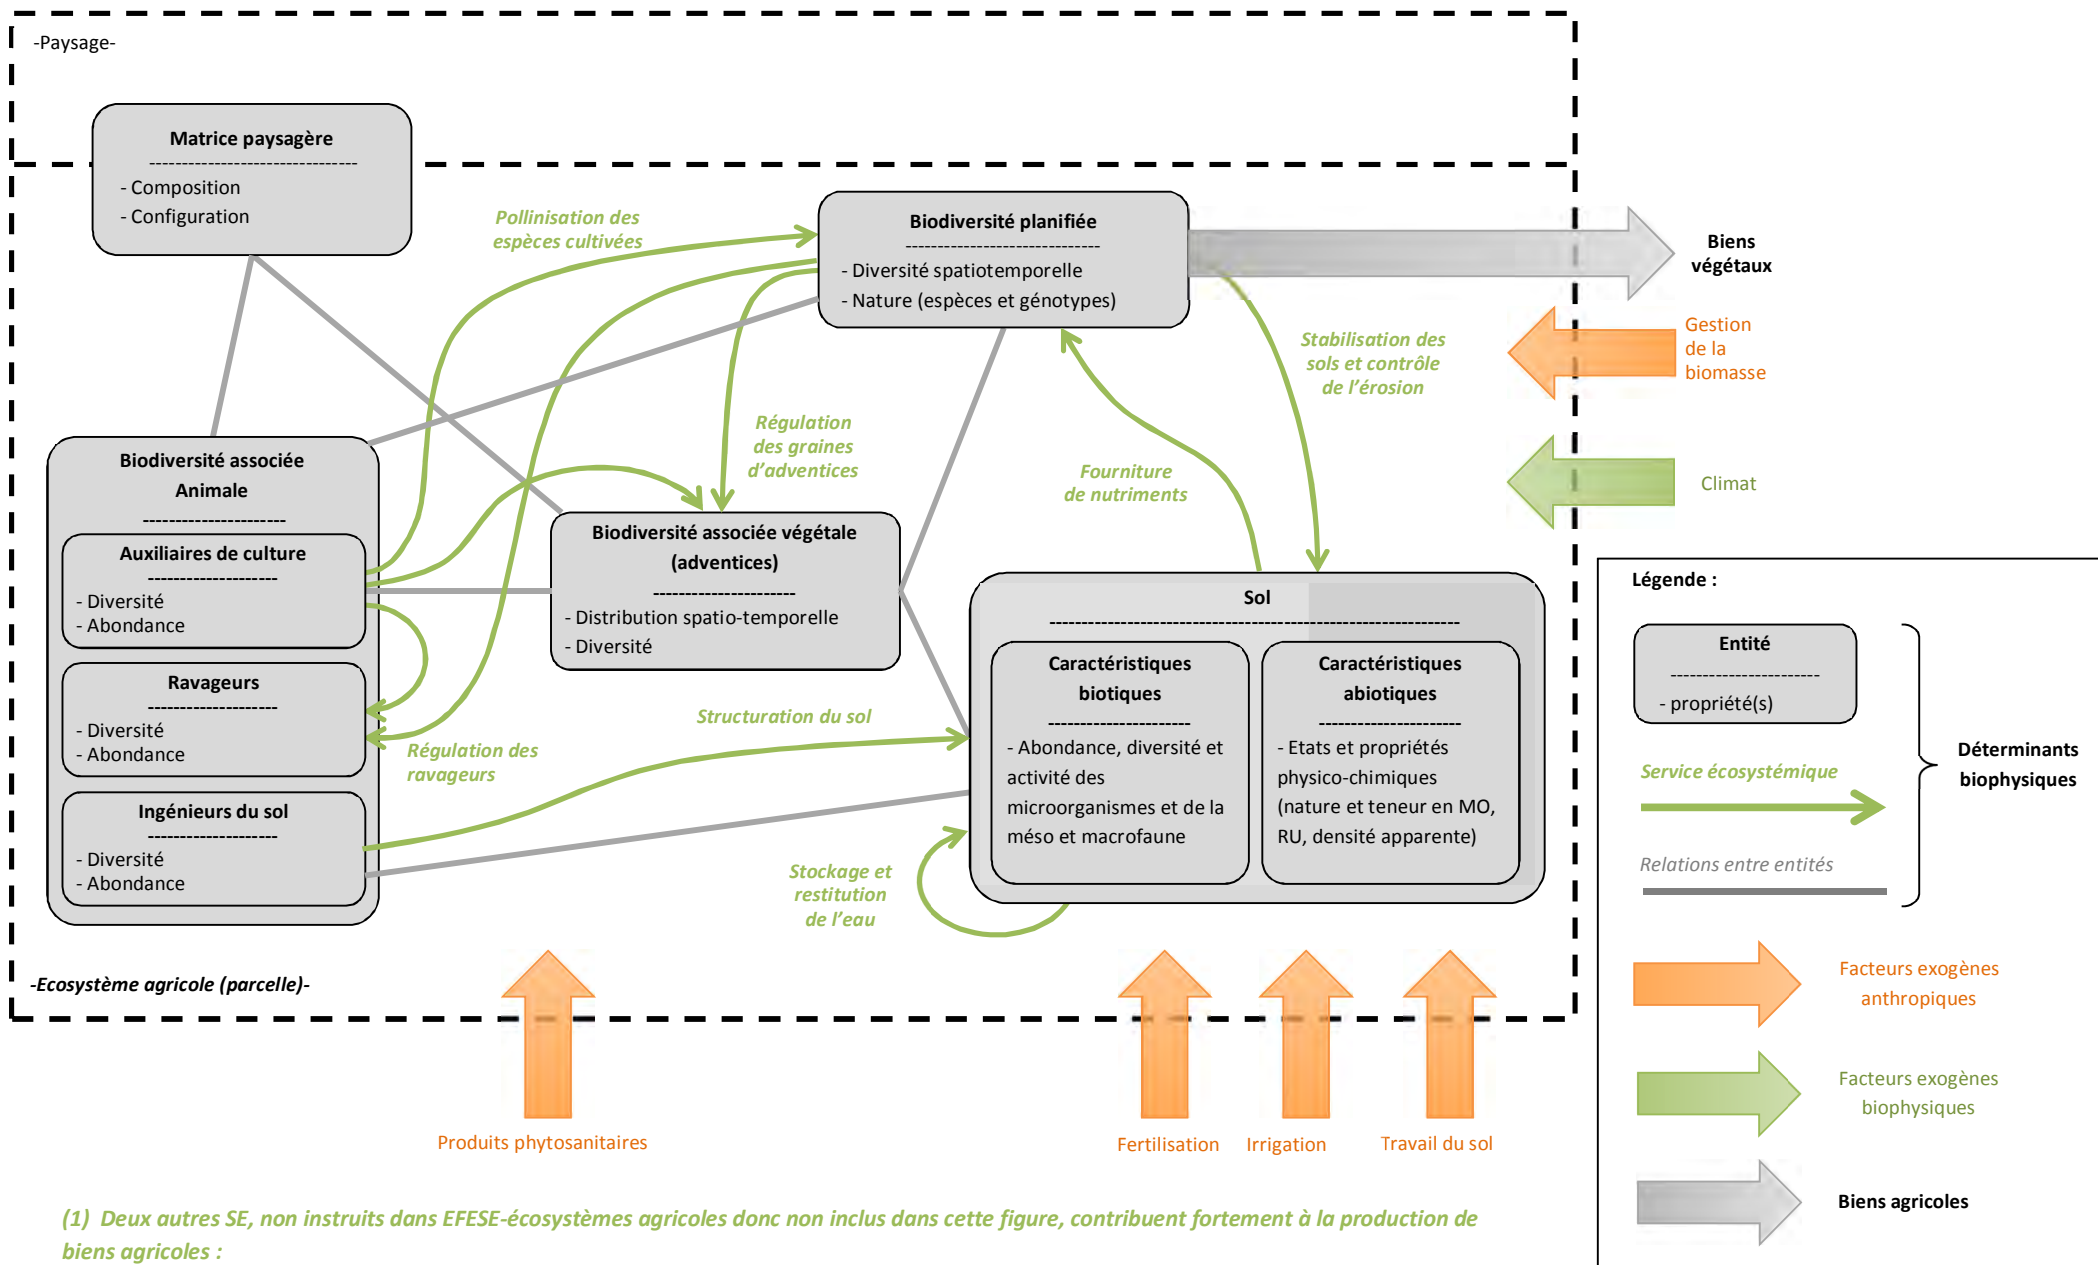 -Paysage-
Matrice paysagère
--------------------------------
- Composition
- Configuration
Pollinisation des
espèces cultivées
Biodiversité planifiée
------------------------------
- Diversité spatiotemporelle
- Nature (espèces et génotypes)
Biens
végétaux
Gestion
de la
biomasse
Stabilisation des
sols et contrôle
de l’érosion
Climat
Régulation
des graines
d’adventices
Fourniture
de nutriments
Biodiversité associée
Animale
----------------------
Auxiliaires de culture
--------------------
- Diversité
- Abondance
Ravageurs
--------------------
- Diversité
- Abondance
Ingénieurs du sol
--------------------
- Diversité
- Abondance
Biodiversité associée végétale
(adventices)
----------------------
- Distribution spatio-temporelle
- Diversité
Régulation des
ravageurs
Structuration du sol
Stockage et
restitution
de l’eau
Sol
---------------------------------------------------------------
Caractéristiques
biotiques
----------------------
- Abondance, diversité et
activité des
microorganismes et de la
méso et macrofaune
Caractéristiques
abiotiques
----------------------
- Etats et propriétés
physico-chimiques
(nature et teneur en MO,
RU, densité apparente)
-Ecosystème agricole (parcelle)-
Produits phytosanitaires
Fertilisation
Irrigation
Travail du sol
Légende :
Entité
-----------------------
- propriété(s)
Service écosystémique
Relations entre entités
Déterminants
biophysiques
Facteurs exogènes
anthropiques
Facteurs exogènes
biophysiques
Biens agricoles
(1) Deux autres SE, non instruits dans EFESE-écosystèmes agricoles donc non inclus dans cette figure, contribuent fortement à la production de
biens agricoles :